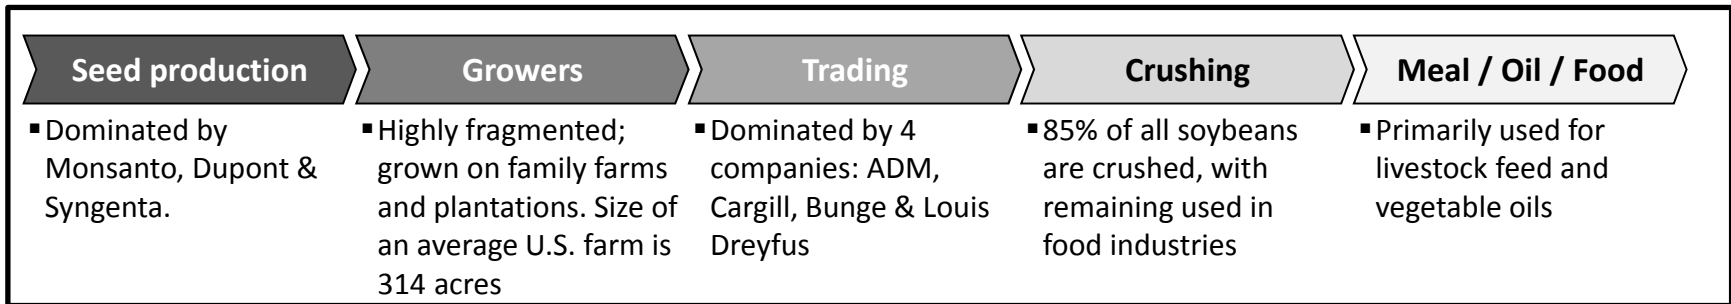 Seed production
Growers
Trading
Crushing
Meal / Oil / Food
▪Dominated by
Monsanto, Dupont &
Syngenta.
▪Highly fragmented;
grown on family farms
and plantations. Size of
an average U.S. farm is
314 acres
▪Dominated by 4
companies: ADM,
Cargill, Bunge & Louis
Dreyfus
▪85% of all soybeans
are crushed, with
remaining used in
food industries
▪Primarily used for
livestock feed and
vegetable oils